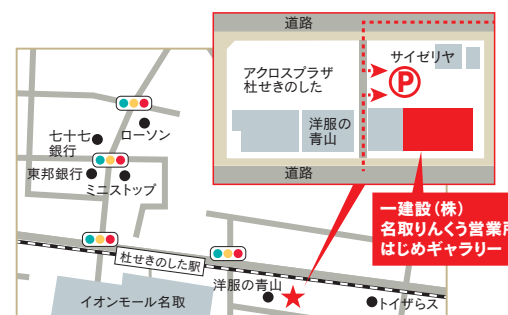 道路
サイゼリヤ
アクロスプラザ
杜せきのした
P
洋服の
青山
道路
ローソン
七十七
銀行
東邦銀行
ミニストップ
一建設(株)
名取りんくう営業所
はじめギャラリー
杜せきのした駅
洋服の青山
イオンモール名取
トイザらス